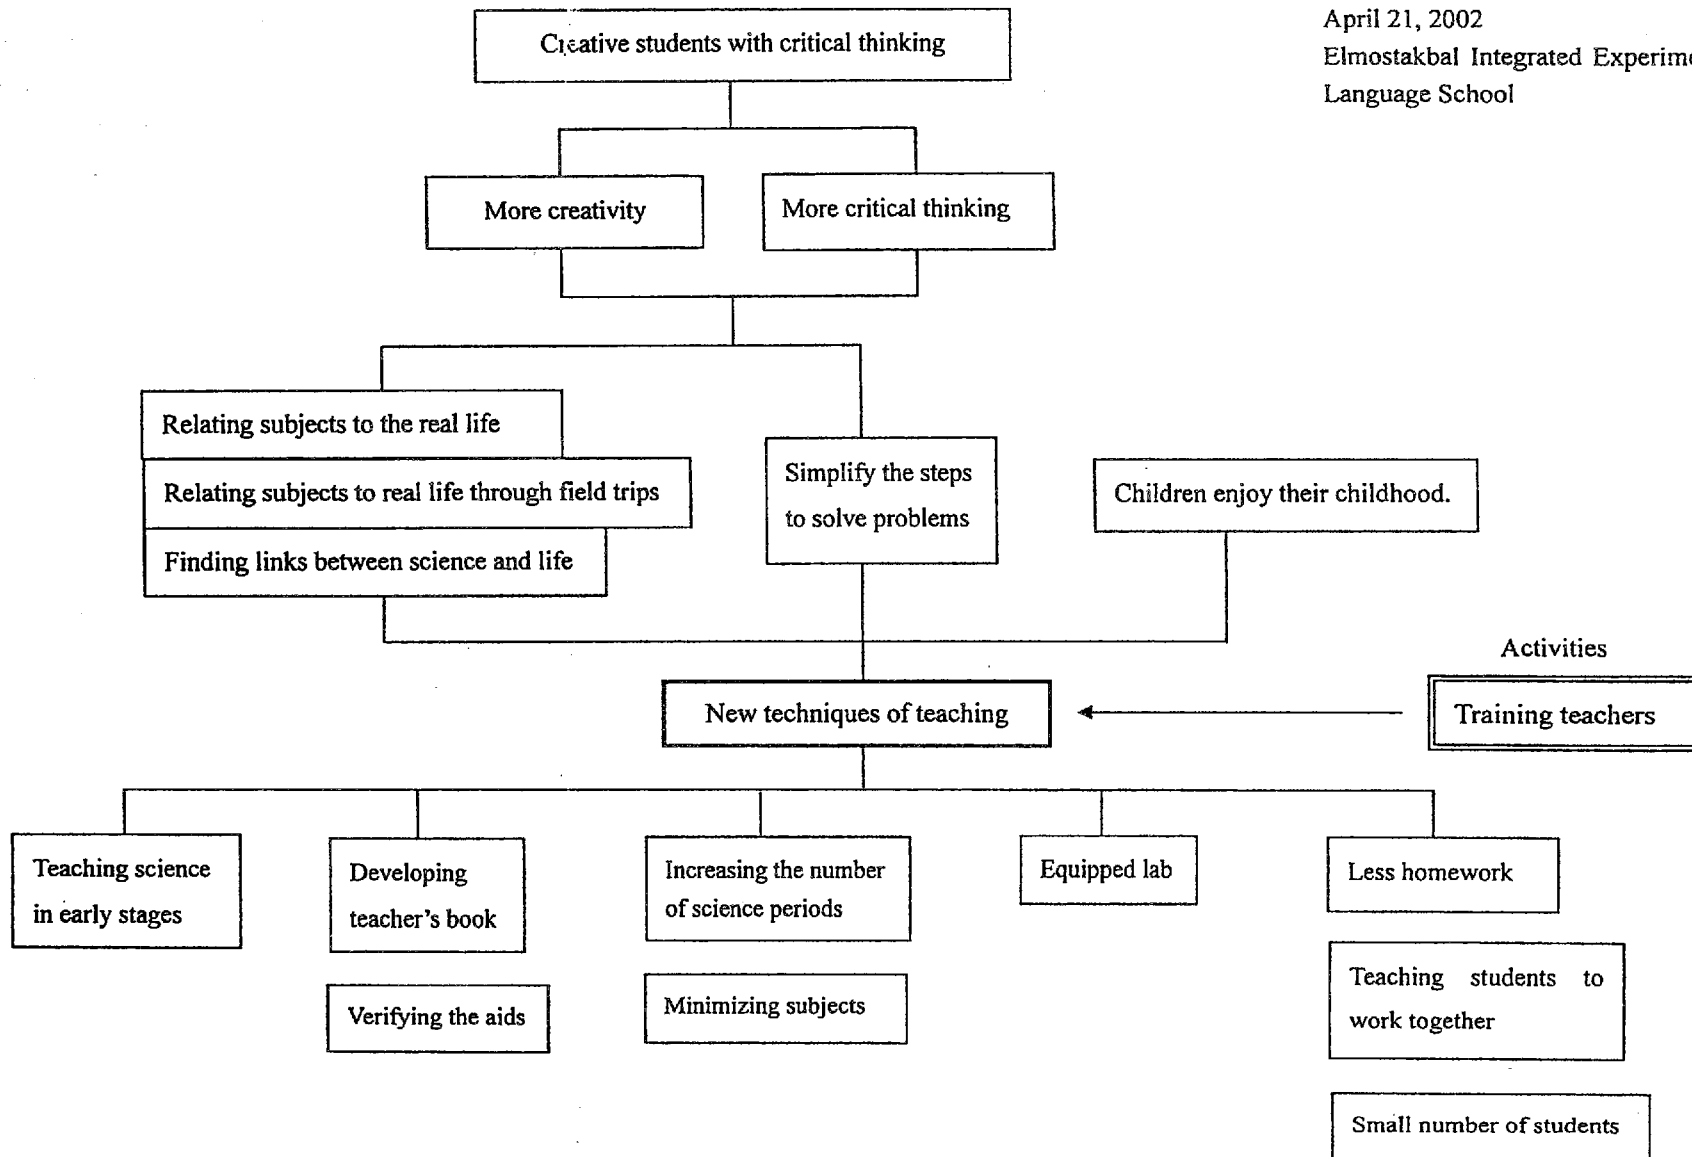 April 21, 2002
Elmostakbal Integrated
Language School
Creative students with critical thinking
More creativity
More critical thinking
Relating subjects to the real life
Relating subjects to real life through field trips
Finding links between science and life
Simplify the steps
to solve problems
Children enjoy their childhood.
Activities
New techniques of teaching
Training teachers
Teaching science
in early stages
Developing
teacher's book
Verifying the aids
Increasing the number
of science periods
Minimizing subjects
Equipped lab
Less homework
Teaching students to
work together
Small number of students